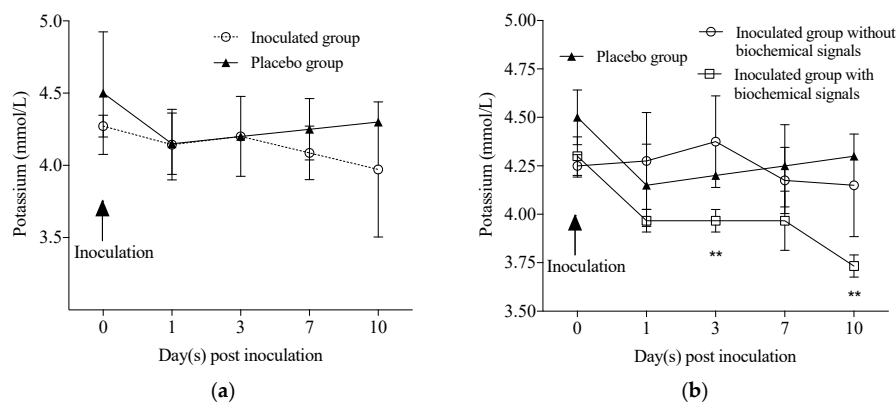 5.0
4.5
4.0
3.5
Potassium (mmol/L)
Inoculated group
Placebo group
Inoculation
0 1 3 7 10
Day(s) post inoculation
(a)
5.00
4.75
4.50
4.25
4.00
3.75
3.50
Potassium (mmol/L)
Placebo group
Inoculated group without
biochemical signals
Inoculated group with
biochemical signals
Inoculation
**
**
0 1 3 7 10
Day(s) post inoculation
(b)